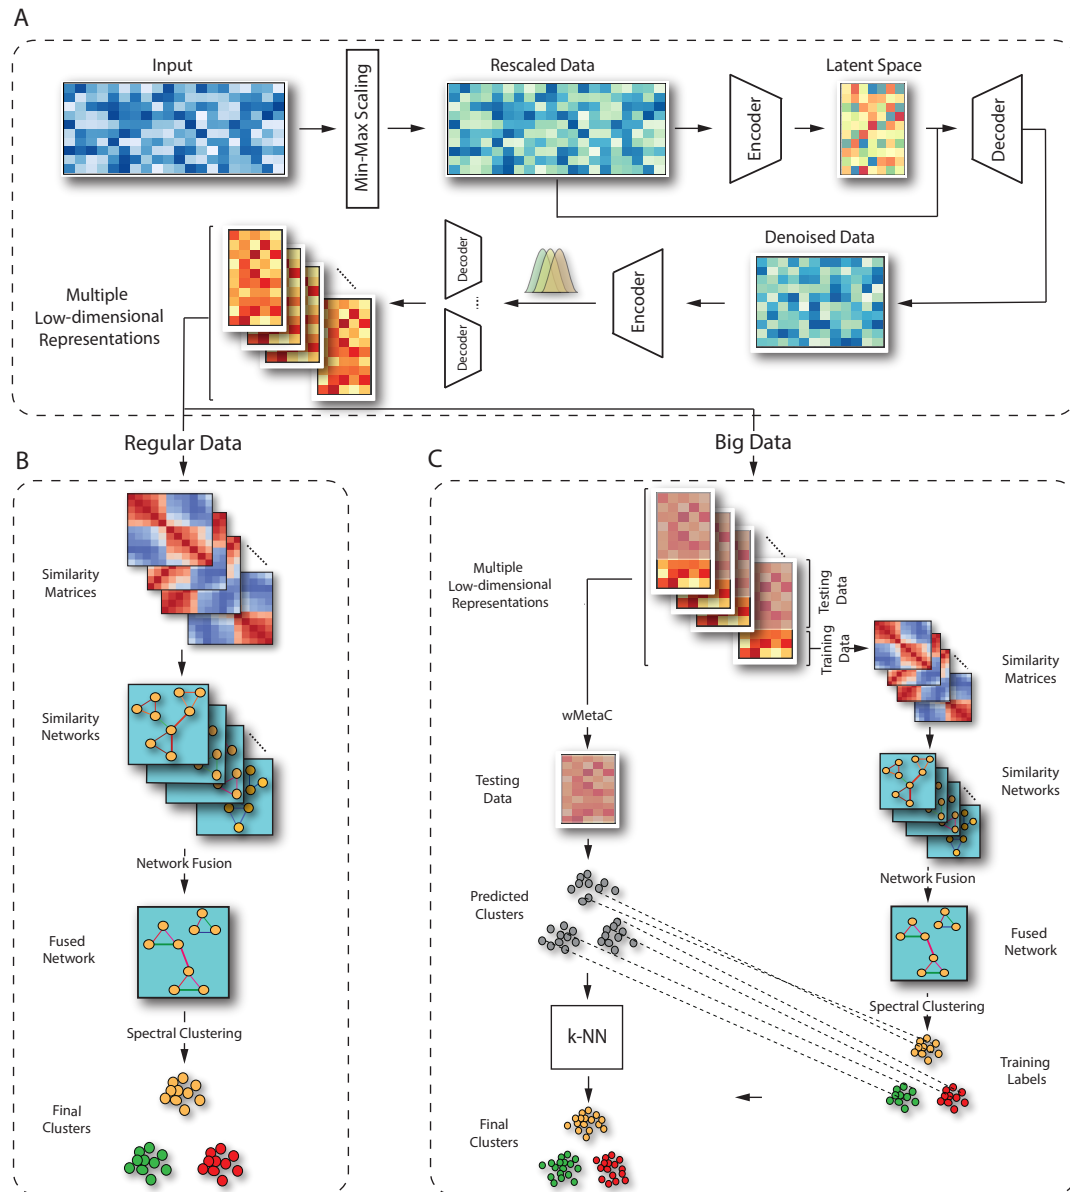 A
Input
Min-Max Scaling
Rescaled Data
Encoder
Latent Space
Decoder
Multiple
Low-dimensional
Representations
Decoder
Decoder
Encoder
Denoised Data
Regular Data
Big Data
B
Similarity
Matrices
Similarity
Networks
Network Fusion
Fused
Network
Spectral Clustering
Final
Clusters
C
Multiple
Low-dimensional
Representations
Testing
Data
Training
Data
Similarity
Matrices
wMetaC
Testing
Data
Similarity
Networks
Network Fusion
Predicted
Clusters
Fused
Network
Spectral Clustering
k-NN
Training
Labels
Final
Clusters